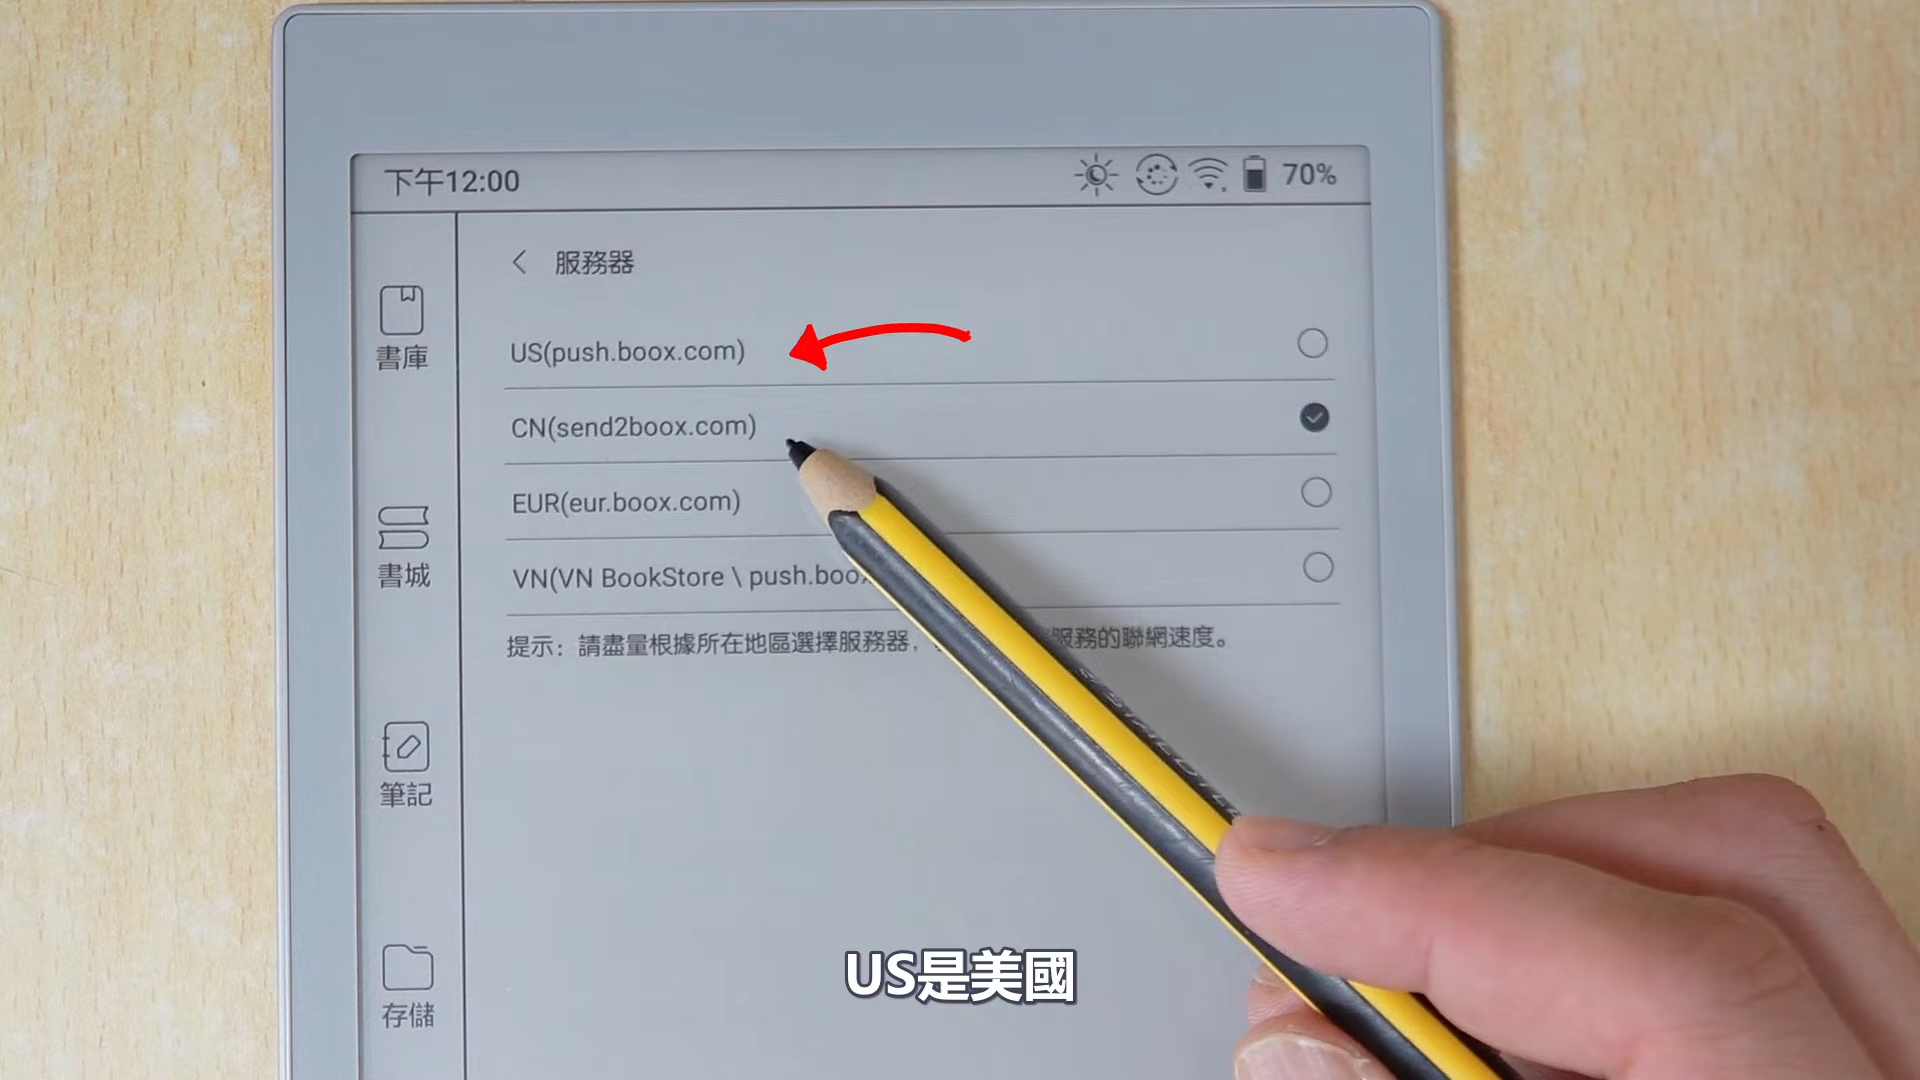 下午12:00
70%
服務器
US(push.boox.com)
CN(send2boox.com)
EUR(eur.boox.com)
VN(VN BookStore \ push.boox
提示：請盡量根據所在地區選擇服務器，
服務的聯網速度。
書庫
書城
筆記
存儲
US是美國